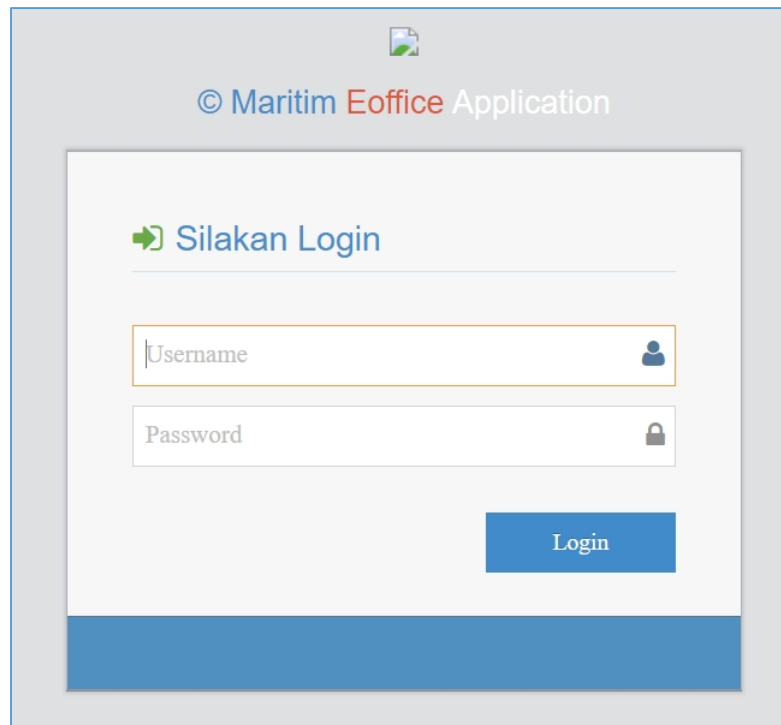 © Maritim Eoffice Application
Silakan Login
Username
Password
Login